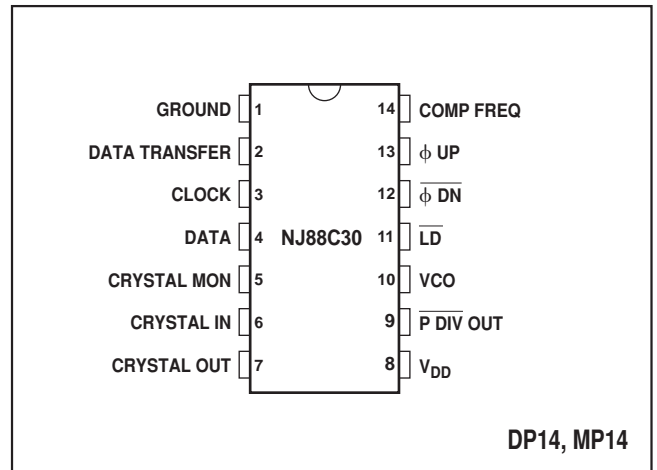 GROUND 1 14 COMP FREQ
DATA TRANSFER 2 13 ϕ UP
CLOCK 3 12 ϕ DN
DATA 4 NJ88C30 11 LD
CRYSTAL MON 5 10 VCO
CRYSTAL IN 6 9 P DIV OUT
CRYSTAL OUT 7 8 VDD
DP14, MP14